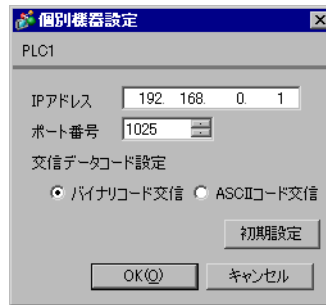 個別機器設定
PLC1
IPアドレス 192. 168. 0. 1
ポート番号 1025
交信データコード設定
バイナリコード交信 ASCIIコード交信
初期設定
OK(O) キャンセル